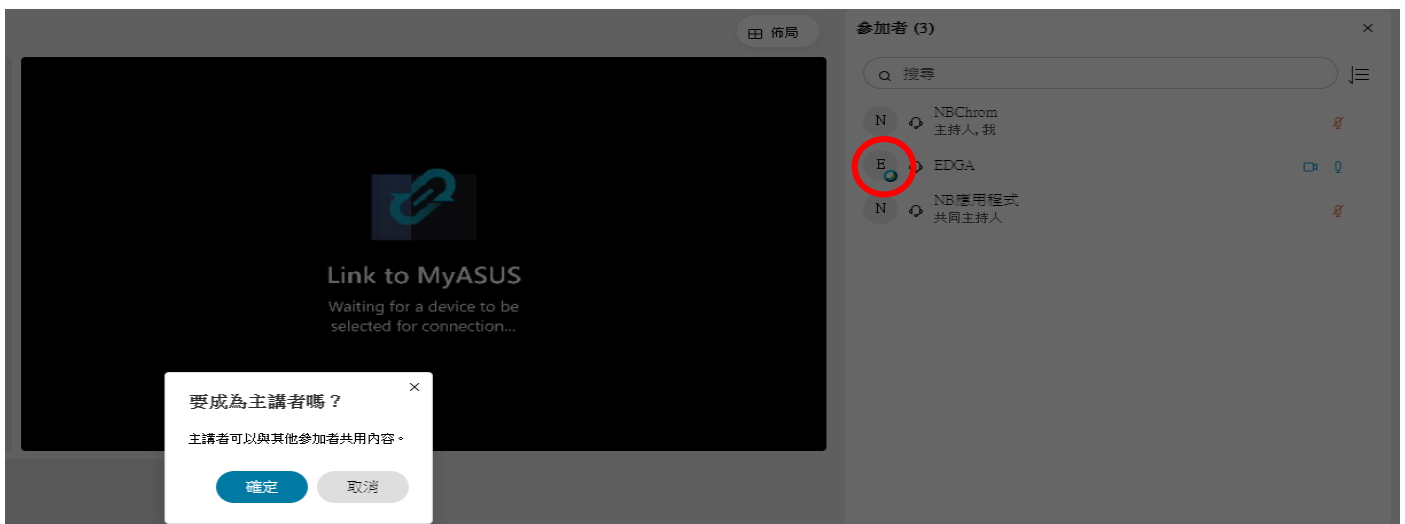 佈局
Link to MyASUS
Waiting for a device to be
selected for connection...
要成為主講者嗎？
主講者可以與其他參加者共用內容。
確定
取消
參加者 (3)
搜尋
N
NBChrom
主持人, 我
E
EDGA
N
NB應用程式
共同主持人